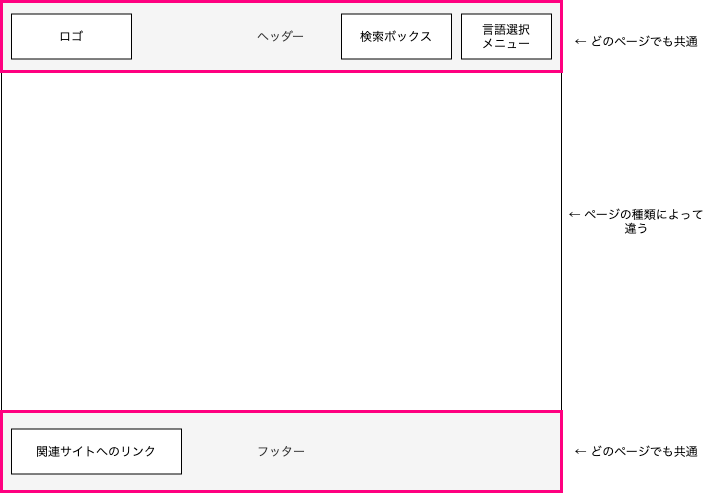 ロゴ
ヘッダー
検索ボックス
言語選択
メニュー
← どのページでも共通
← ページの種類によって
違う
関連サイトへのリンク
フッター
← どのページでも共通